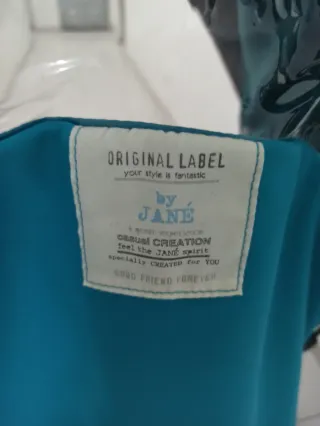 ORIGINAL LABEL
your style is fantastic
by
JANÉ
casual CREATION
feel the JANÉ spirit
specially CREATED for YOU
GOOD FRIEND